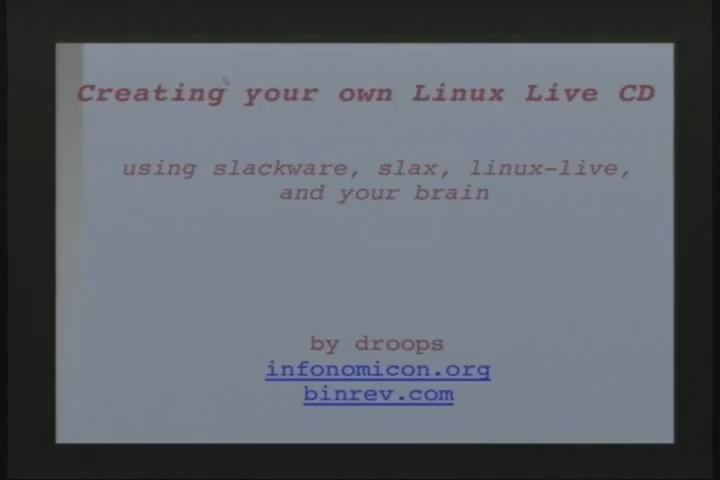 Creating your own Linux Live CD
using slackware, slax, linux-live,
and your brain
by droops
infonomicon.org
binrev.com